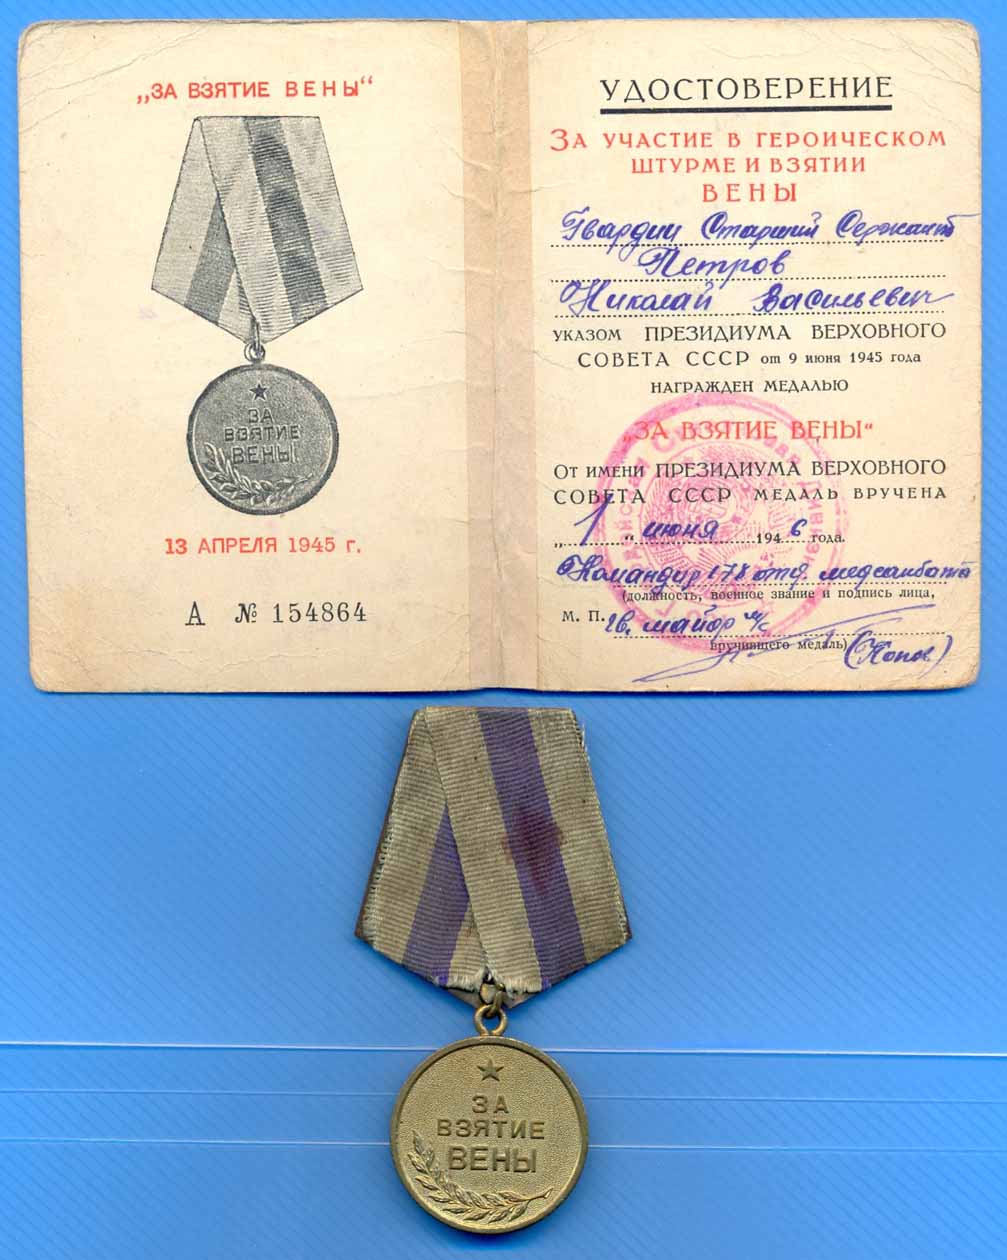 „ЗА ВЗЯТИЕ ВЕНЫ“
ЗА
ВЗЯТИЕ
ВЕНЫ
13 АПРЕЛЯ 1945 г.
А № 154864
УДОСТОВЕРЕНИЕ
ЗА УЧАСТИЕ В ГЕРОИЧЕСКОМ
ШТУРМЕ И ВЗЯТИИ
ВЕНЫ
Гвардии Старший Сержант
Петров
Николай Васильевич
УКАЗОМ ПРЕЗИДИУМА ВЕРХОВНОГО
СОВЕТА СССР от 9 июня 1945 года
НАГРАЖДЕН МЕДАЛЬЮ
„ЗА ВЗЯТИЕ ВЕНЫ“
ОТ ИМЕНИ ПРЕЗИДИУМА ВЕРХОВНОГО
СОВЕТА СССР МЕДАЛЬ ВРУЧЕНА
„1“ июня 1946 года.
Командир 178 отд. медсанбата
(должность, военное звание и подпись лица,
М. П. гв. майор м/с
вручившего медаль) (Попов)
ЗА
ВЗЯТИЕ
ВЕНЫ